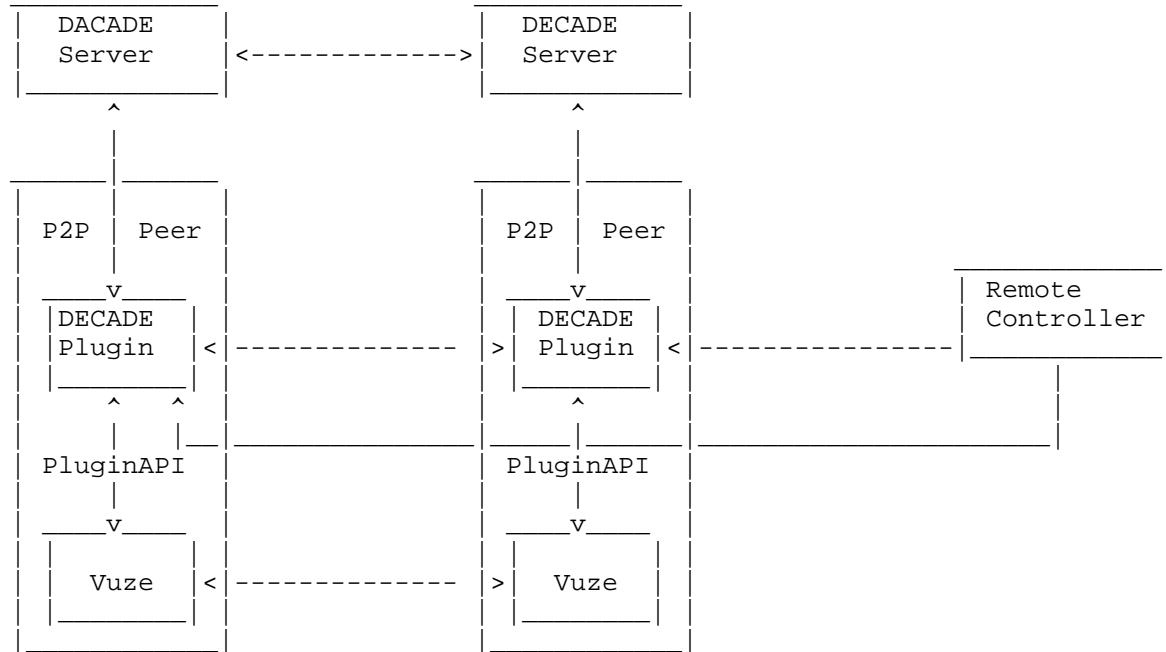 DACADE DECADE
Server Server
P2P Peer P2P Peer
Remote
DECADE DECADE Controller
Plugin Plugin
PluginAPI PluginAPI
Vuze Vuze